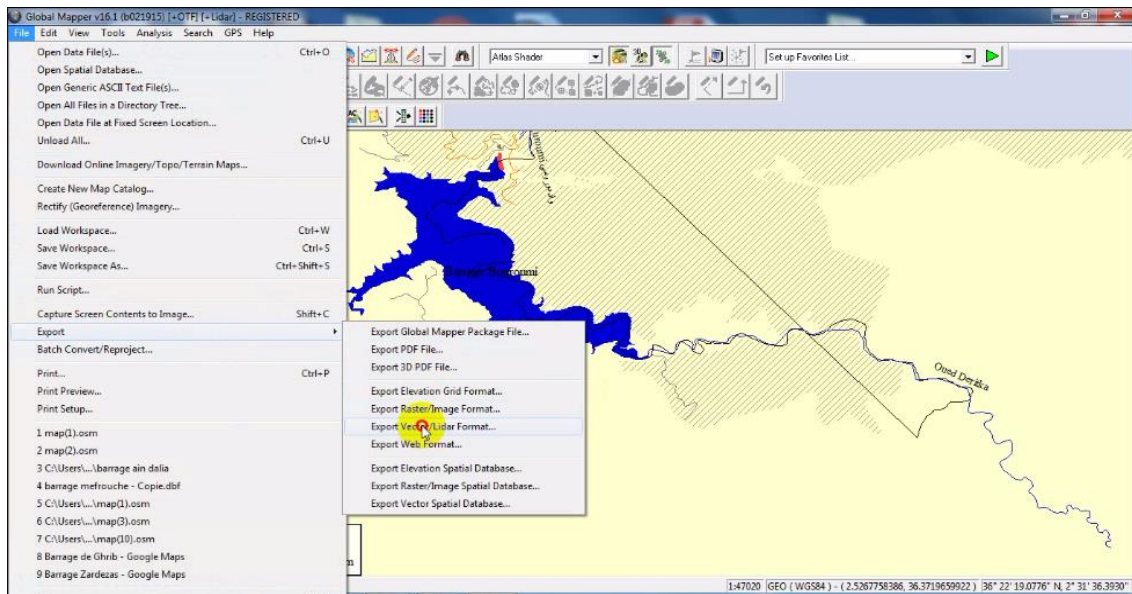 Global Mapper v16.1 (b021915) [+OTF] [+Lidar] - REGISTERED
File Edit View Tools Analysis Search GPS Help
Open Data File(s)... Ctrl+O
Open Spatial Database...
Open Generic ASCII Text File(s)...
Open All Files in a Directory Tree...
Open Data File at Fixed Screen Location...
Unload All... Ctrl+U
Download Online Imagery/Topo/Terrain Maps...
Create New Map Catalog...
Rectify (Georeference) Imagery...
Load Workspace... Ctrl+W
Save Workspace... Ctrl+S
Save Workspace As... Ctrl+Shift+S
Run Script...
Capture Screen Contents to Image... Shift+C
Export
Batch Convert/Reproject...
Print... Ctrl+P
Print Preview...
Print Setup...
1 map(1).osm
2 map(2).osm
3 C:\Users\...\barrage ain dalia
4 barrage mefrouche - Copie.dbf
5 C:\Users\...\map(1).osm
6 C:\Users\...\map(3).osm
7 C:\Users\...\map(10).osm
8 Barrage de Ghrib - Google Maps
9 Barrage Zardezas - Google Maps
Export Global Mapper Package File...
Export PDF File...
Export 3D PDF File...
Export Elevation Grid Format...
Export Raster/Image Format...
Export Vector/Lidar Format...
Export Web Format...
Export Elevation Spatial Database...
Export Raster/Image Spatial Database...
Export Vector Spatial Database...
Atlas Shader
Set up Favorites List...
Oued Derjika
m
1:47020 GEO ( WGS84 ) - ( 2.5267758386, 36.3719659922 ) 36° 22' 19.0776" N, 2° 31' 36.3930"